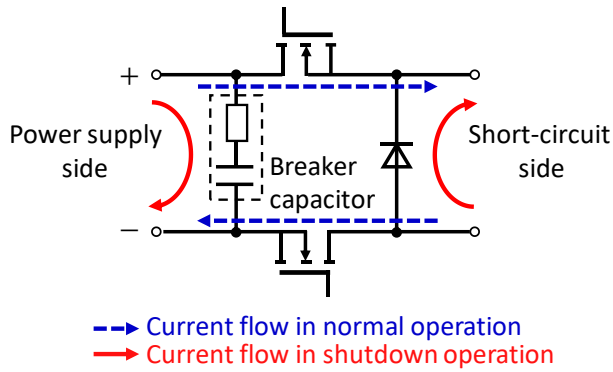 +
Power supply
side
Breaker
capacitor
Short-circuit
side
−
Current flow in normal operation
Current flow in shutdown operation